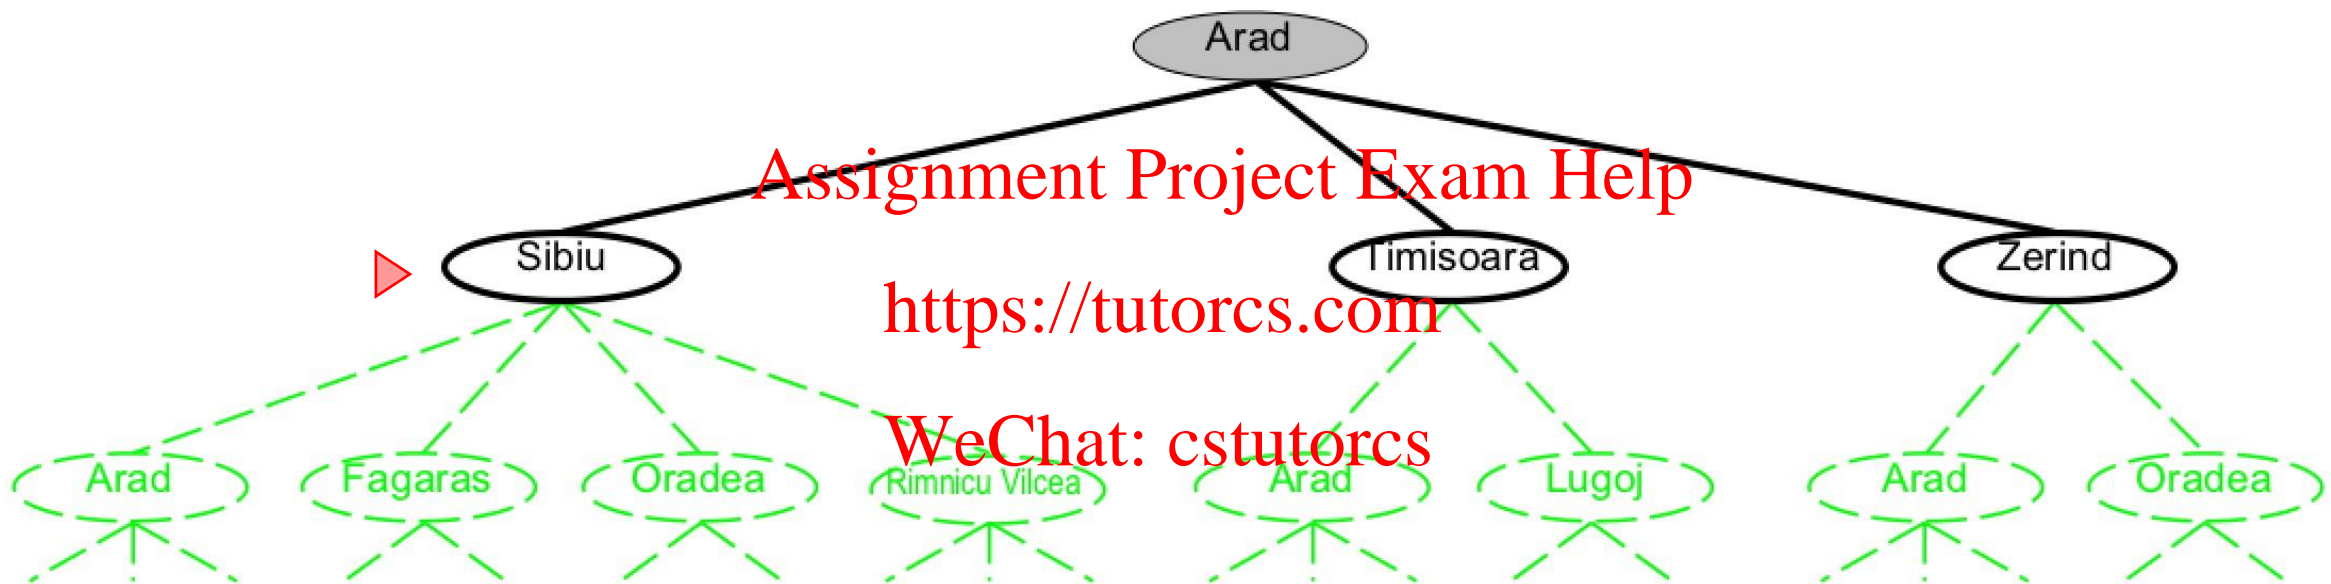 Arad
Assignment Project Exam Help
Sibiu Timisoara Zerind
https://tutorcs.com
WeChat: cstutorcs
Arad Fagaras Oradea Rimnicu Vilcea Arad Lugoj Arad Oradea